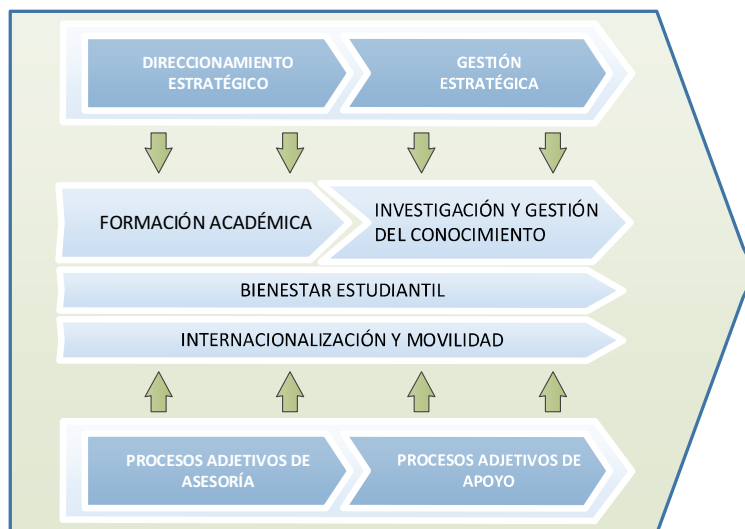 DIRECCIONAMIENTO
ESTRATÉGICO
GESTIÓN
ESTRATÉGICA
FORMACIÓN ACADÉMICA
INVESTIGACIÓN Y GESTIÓN
DEL CONOCIMIENTO
BIENESTAR ESTUDIANTIL
INTERNACIONALIZACIÓN Y MOVILIDAD
PROCESOS ADJETIVOS DE
ASESORÍA
PROCESOS ADJETIVOS DE
APOYO